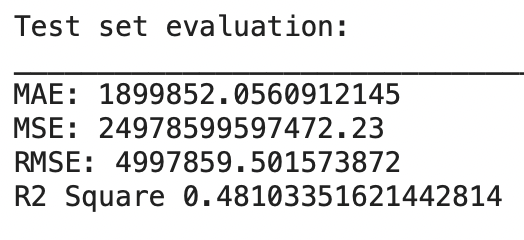 Test set evaluation:
_______________________________
MAE: 1899852.0560912145
MSE: 24978599597472.23
RMSE: 4997859.501573872
R2 Square 0.48103351621442814